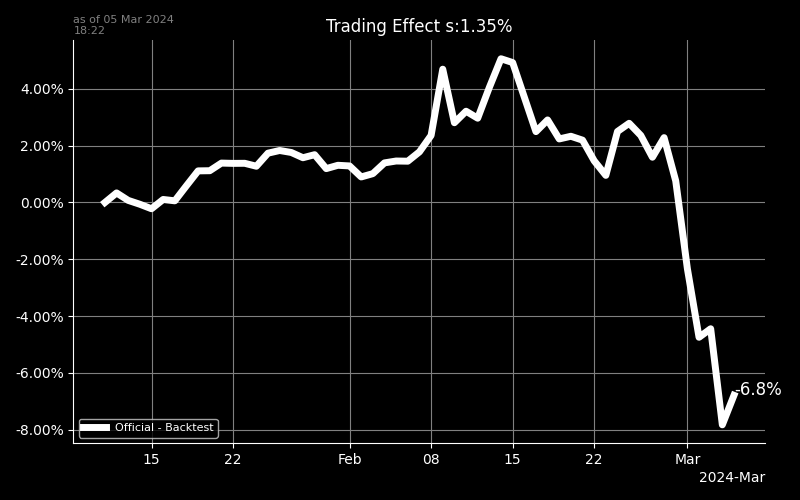 as of 05 Mar 2024
18:22
Trading Effect s:1.35%
4.00%
2.00%
0.00%
-2.00%
-4.00%
-6.00%
-8.00%
-6.8%
Official - Backtest
15 22 Feb 08 15 22 Mar
2024-Mar